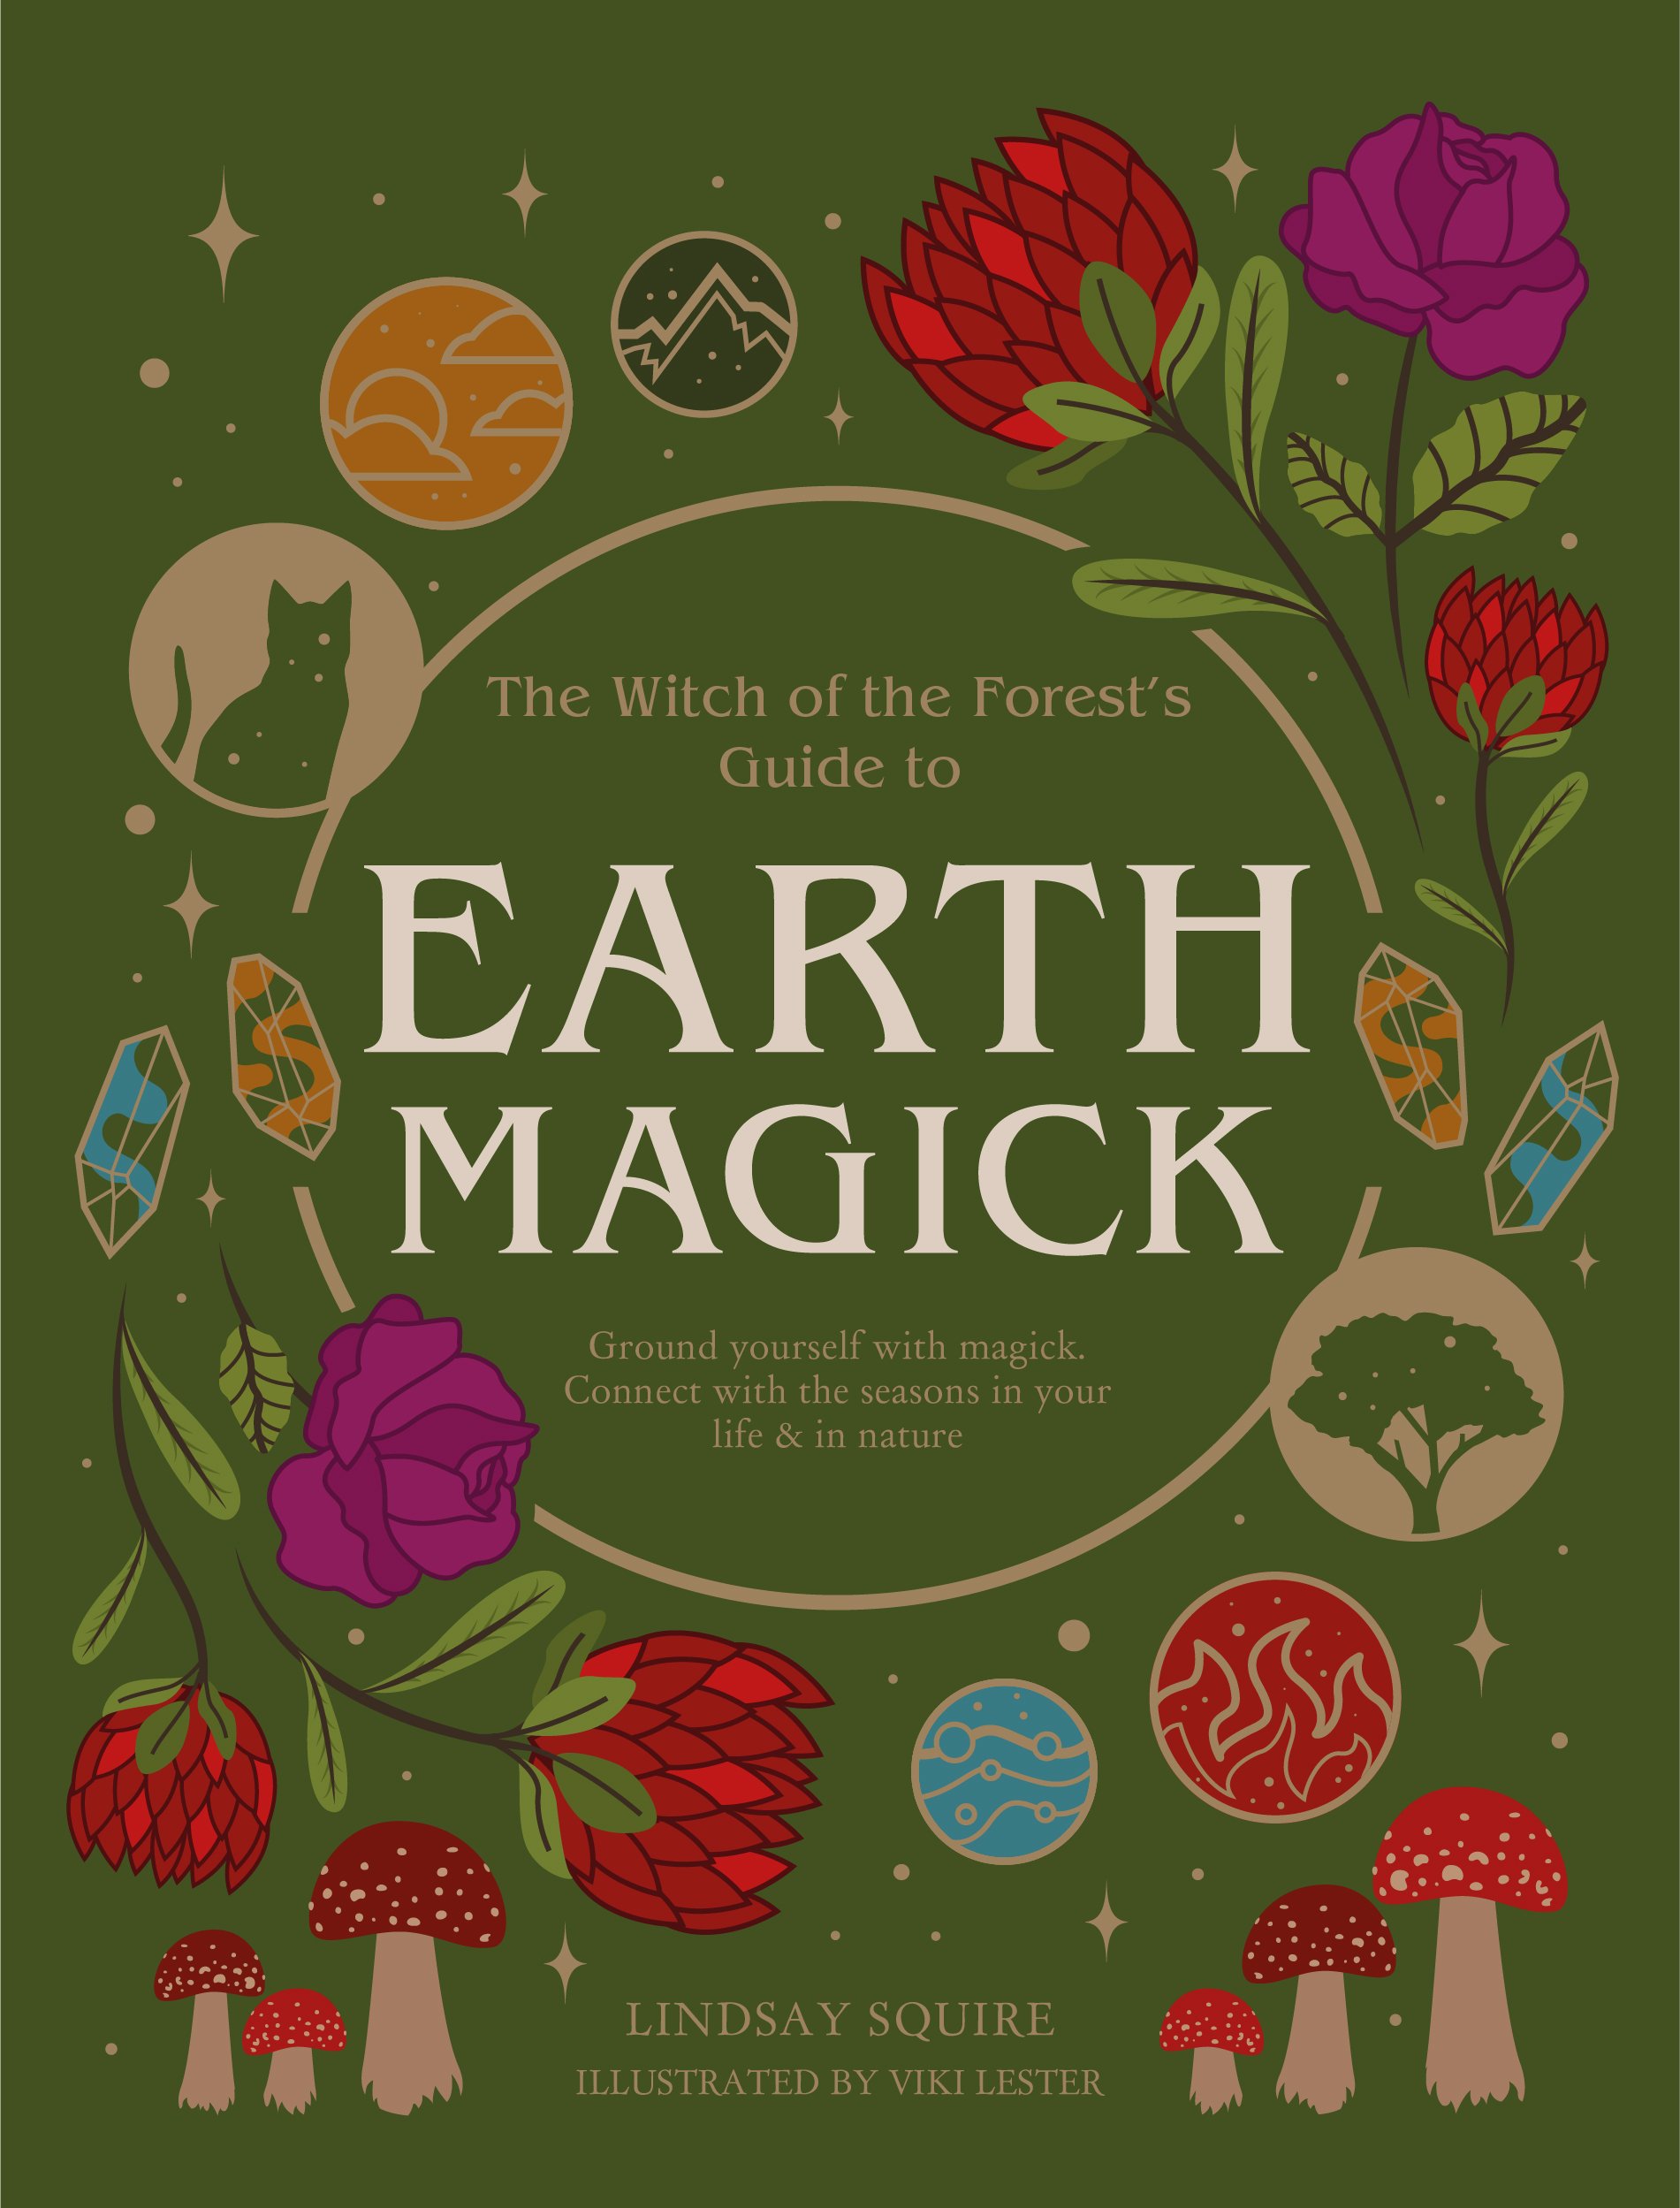 The Witch of the Forest's
Guide to
EARTH
MAGICK
Ground yourself with magick.
Connect with the seasons in your
life & in nature
LINDSAY SQUIRE
ILLUSTRATED BY VIKI LESTER